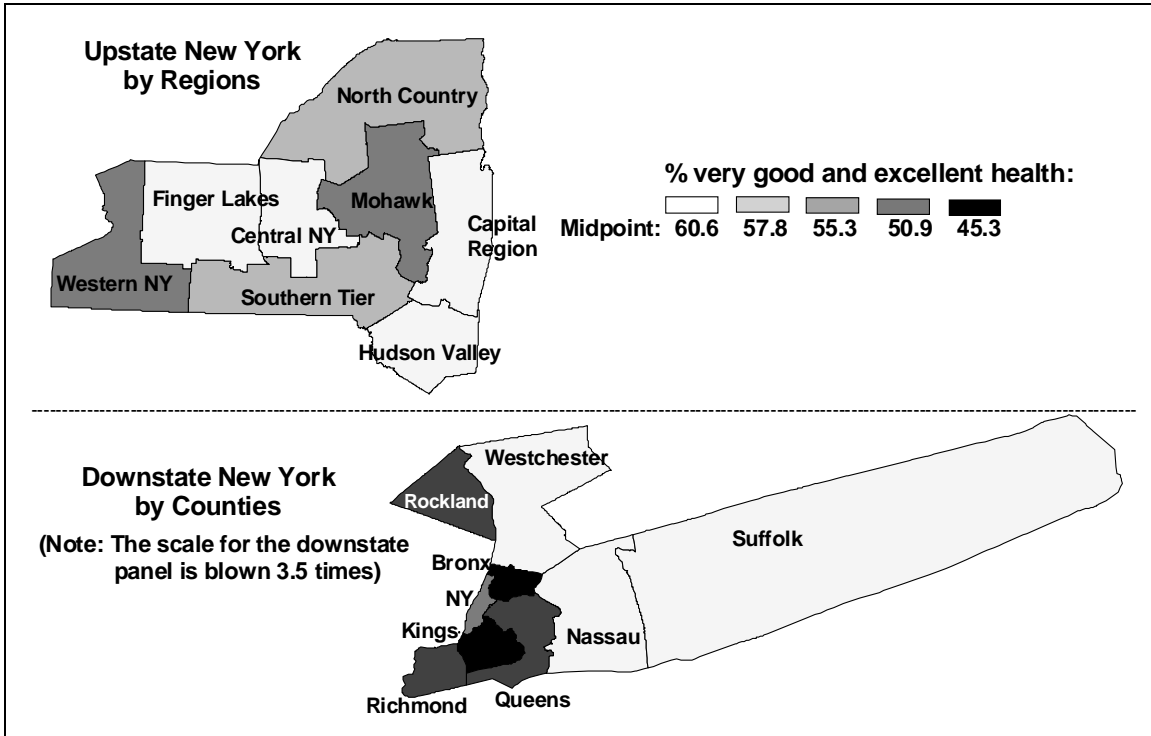 Upstate New York
by Regions
North Country
% very good and excellent health:
Midpoint: 60.6 57.8 55.3 50.9 45.3
Finger Lakes
Mohawk
Central NY
Capital
Region
Western NY
Southern Tier
Hudson Valley
Downstate New York
by Counties
(Note: The scale for the downstate
panel is blown 3.5 times)
Westchester
Rockland
Suffolk
Bronx
NY
Kings
Nassau
Richmond
Queens